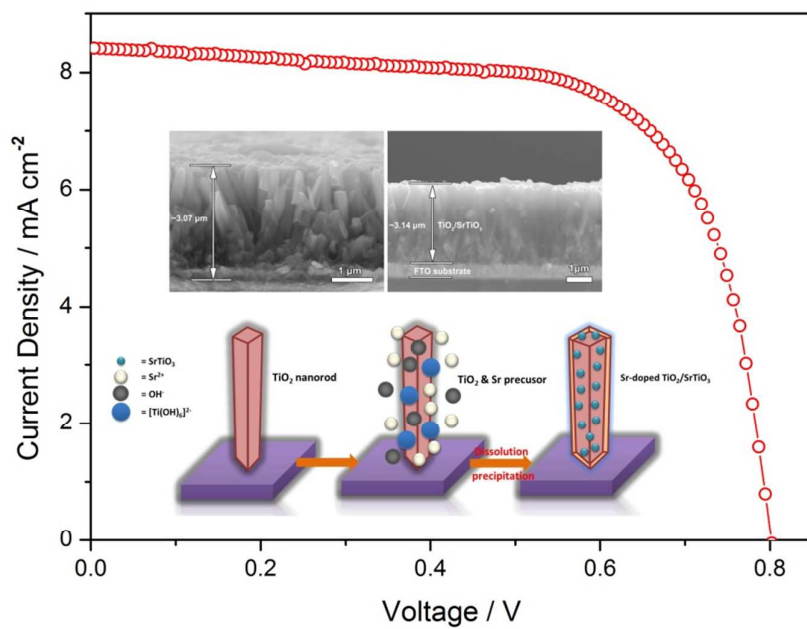 Current Density / mA cm⁻²
8
6
4
2
0
0.0
0.2
0.4
0.6
0.8
Voltage / V
~3.07 µm
1 µm
~3.14 µm
TiO₂/SrTiO₃
FTO substrate
1µm
= SrTiO₃
= Sr²⁺
= OH⁻
= [Ti(OH)₆]²⁻
TiO₂ nanorod
TiO₂ & Sr precusor
Sr-doped TiO₂/SrTiO₃
Dissolution
precipitation